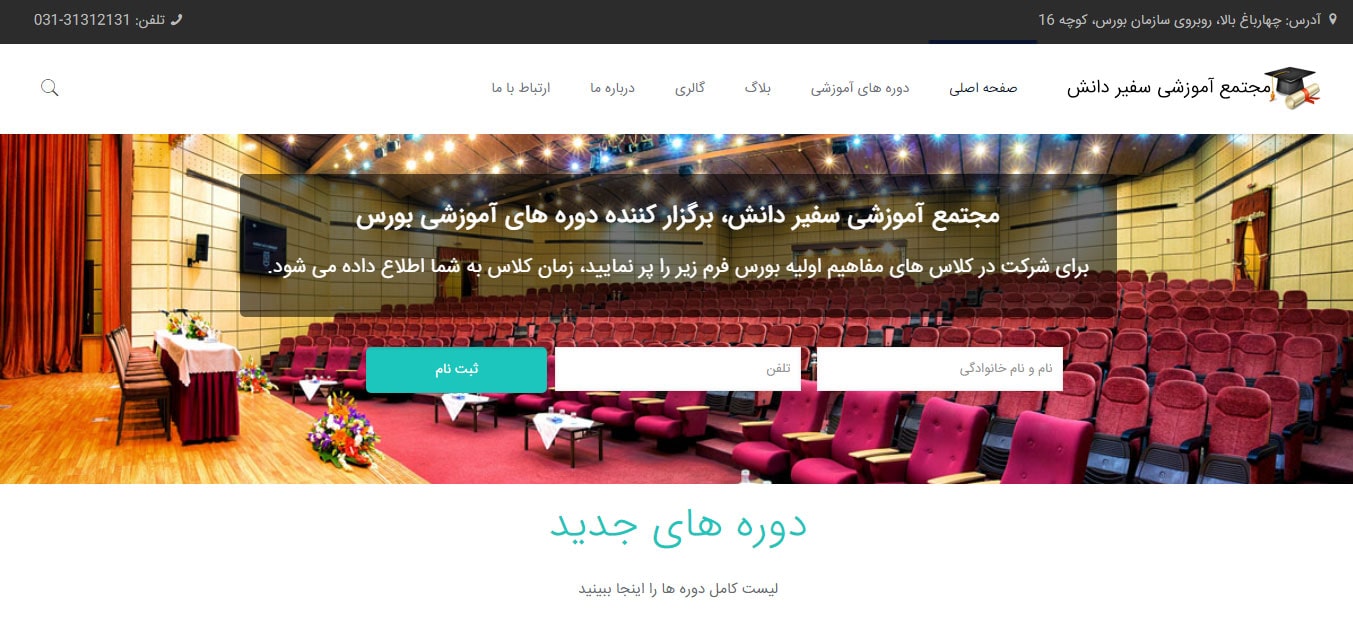 آدرس: چهارباغ بالا، روبروی سازمان بورس، کوچه 16
تلفن: 31312131-031
مجتمع آموزشی سفیر دانش
صفحه اصلی
دوره های آموزشی
بلاگ
گالری
درباره ما
ارتباط با ما
مجتمع آموزشی سفیر دانش، برگزار کننده دوره های آموزشی بورس
برای شرکت در کلاس های مفاهیم اولیه بورس فرم زیر را پر نمایید، زمان کلاس به شما اطلاع داده می شود.
نام و نام خانوادگی
تلفن
ثبت نام
دوره های جدید
لیست کامل دوره ها را اینجا ببینید